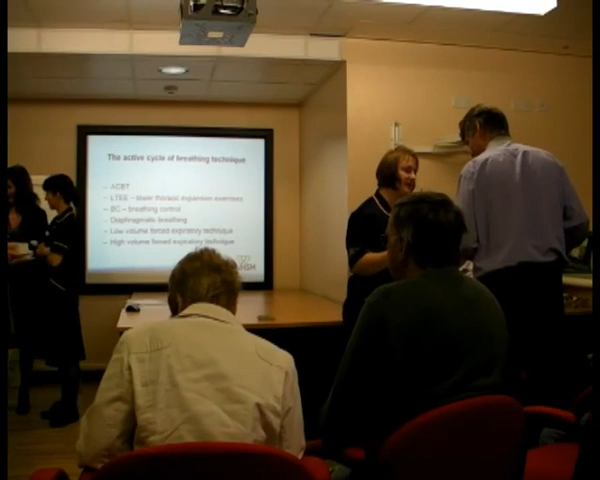 The active cycle of breathing technique
– ACBT
– LTEE – lower thoracic expansion exercises
– BC – breathing control
Diaphragmatic breathing
– Low volume forced expiratory technique
– High volume forced expiratory technique
HSM